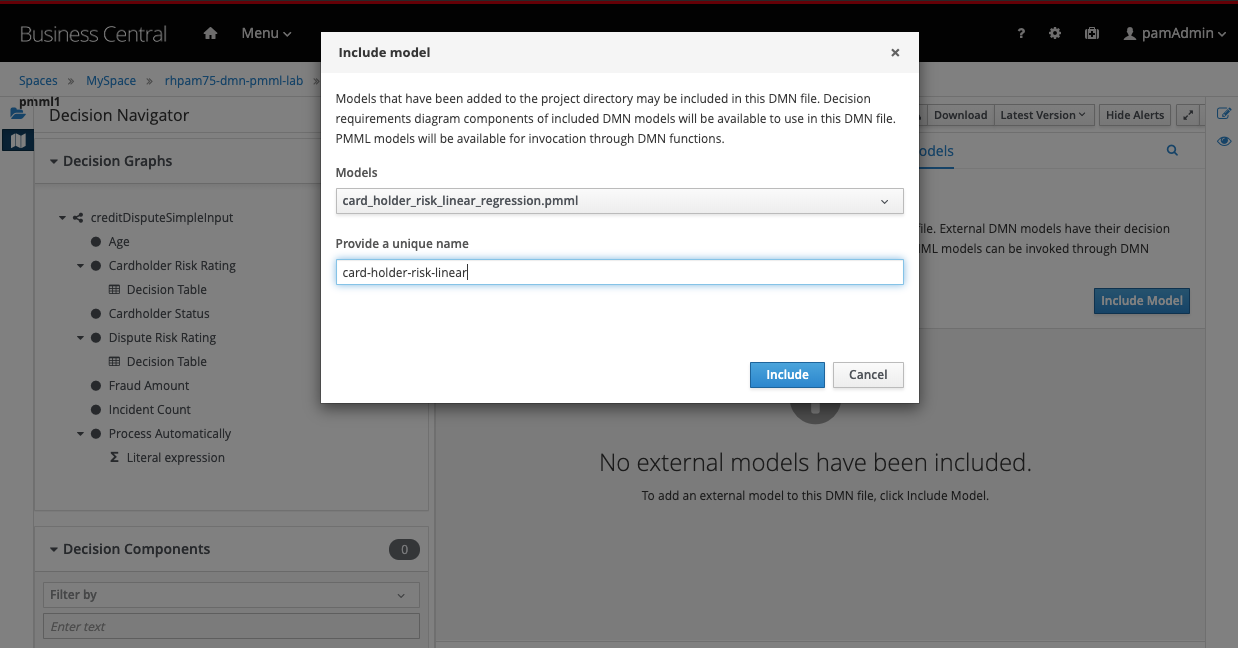 Business Central
Menu
?
pamAdmin
Spaces » MySpace » rhpam75-dmn-pmml-lab »
pmml1
Decision Navigator
Download
Latest Version
Hide Alerts
Decision Graphs
odels
creditDisputeSimpleInput
Age
Cardholder Risk Rating
Decision Table
Cardholder Status
Dispute Risk Rating
Decision Table
Fraud Amount
Incident Count
Process Automatically
Σ Literal expression
Decision Components 0
Filter by
Enter text
Include model ×
Models that have been added to the project directory may be included in this DMN file. Decision
requirements diagram components of included DMN models will be available to use in this DMN file.
PMML models will be available for invocation through DMN functions.
Models
card_holder_risk_linear_regression.pmml
Provide a unique name
card-holder-risk-linear
Include
Cancel
file. External DMN models have their decision
models can be invoked through DMN
Include Model
No external models have been included.
To add an external model to this DMN file, click Include Model.